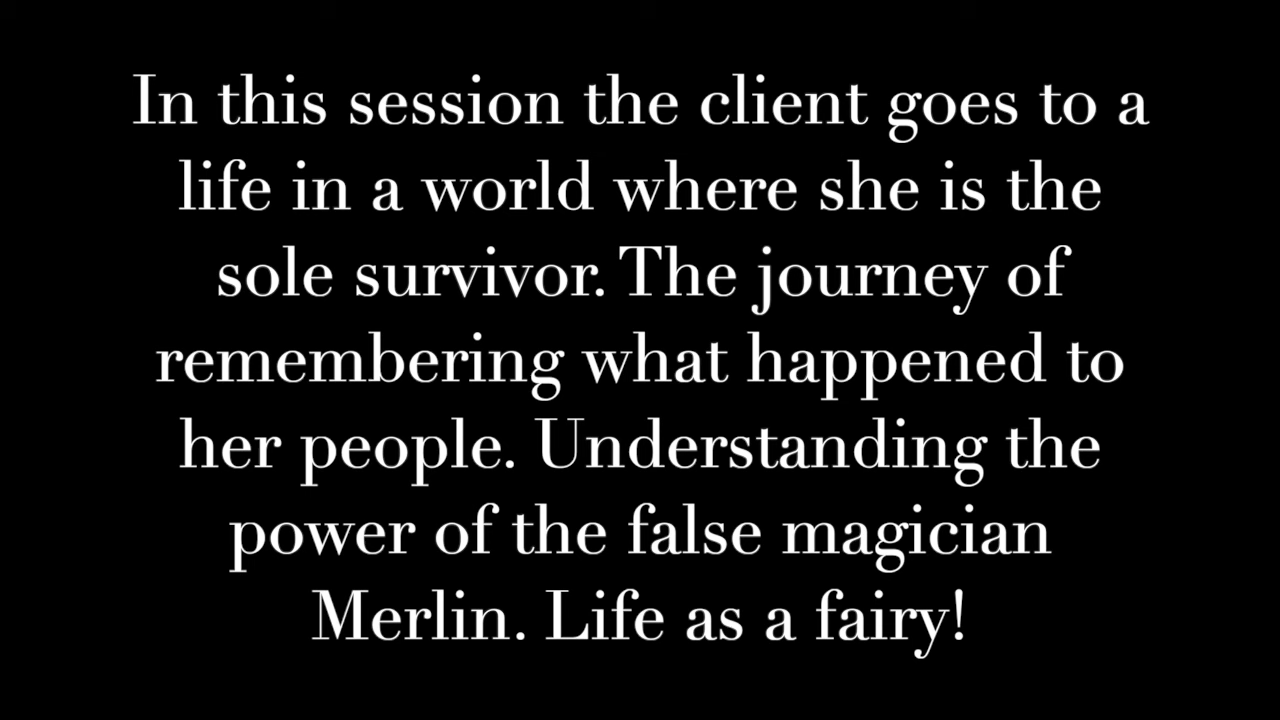 In this session the client goes to a
life in a world where she is the
sole survivor. The journey of
remembering what happened to
her people. Understanding the
power of the false magician
Merlin. Life as a fairy!